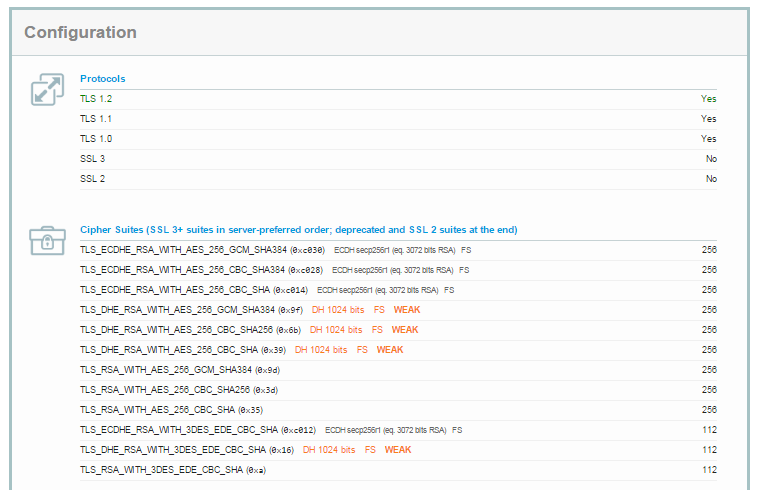 Configuration
Protocols
TLS 1.2 Yes
TLS 1.1 Yes
TLS 1.0 Yes
SSL 3 No
SSL 2 No
Cipher Suites (SSL 3+ suites in server-preferred order; deprecated and SSL 2 suites at the end)
TLS_ECDHE_RSA_WITH_AES_256_GCM_SHA384 (0xc030) ECDH secp256r1 (eq. 3072 bits RSA) FS 256
TLS_ECDHE_RSA_WITH_AES_256_CBC_SHA384 (0xc028) ECDH secp256r1 (eq. 3072 bits RSA) FS 256
TLS_ECDHE_RSA_WITH_AES_256_CBC_SHA (0xc014) ECDH secp256r1 (eq. 3072 bits RSA) FS 256
TLS_DHE_RSA_WITH_AES_256_GCM_SHA384 (0x9f) DH 1024 bits FS WEAK 256
TLS_DHE_RSA_WITH_AES_256_CBC_SHA256 (0x6b) DH 1024 bits FS WEAK 256
TLS_DHE_RSA_WITH_AES_256_CBC_SHA (0x39) DH 1024 bits FS WEAK 256
TLS_RSA_WITH_AES_256_GCM_SHA384 (0x9d) 256
TLS_RSA_WITH_AES_256_CBC_SHA256 (0x3d) 256
TLS_RSA_WITH_AES_256_CBC_SHA (0x35) 256
TLS_ECDHE_RSA_WITH_3DES_EDE_CBC_SHA (0xc012) ECDH secp256r1 (eq. 3072 bits RSA) FS 112
TLS_DHE_RSA_WITH_3DES_EDE_CBC_SHA (0x16) DH 1024 bits FS WEAK 112
TLS_RSA_WITH_3DES_EDE_CBC_SHA (0xa) 112